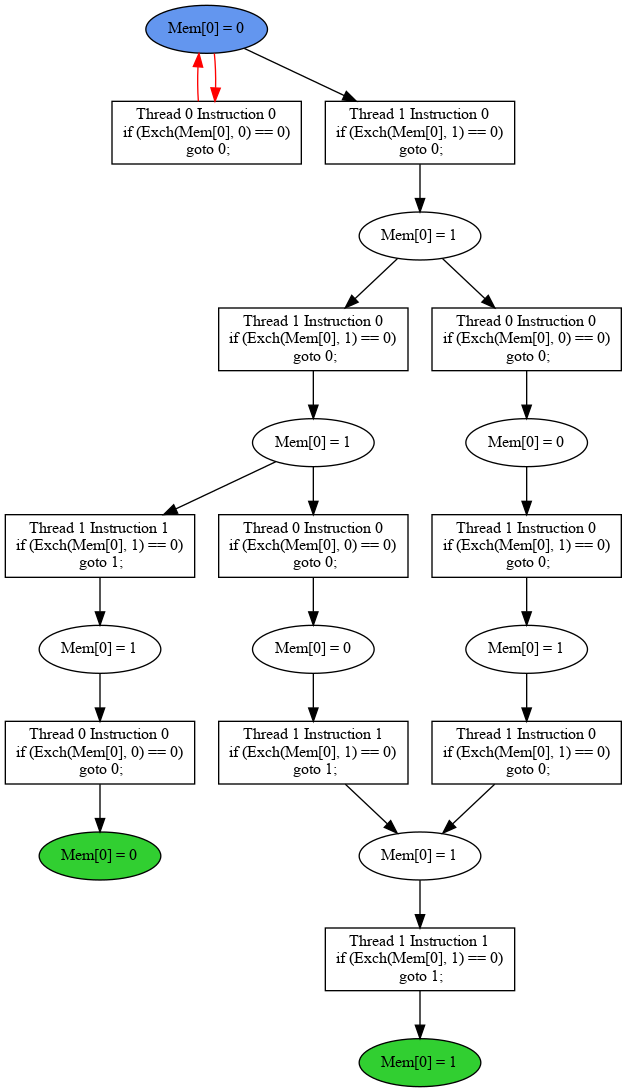 Mem[0] = 0
Thread 0 Instruction 0
if (Exch(Mem[0], 0) == 0)
goto 0;
Thread 1 Instruction 0
if (Exch(Mem[0], 1) == 0)
goto 0;
Mem[0] = 1
Thread 1 Instruction 0
if (Exch(Mem[0], 1) == 0)
goto 0;
Thread 0 Instruction 0
if (Exch(Mem[0], 0) == 0)
goto 0;
Mem[0] = 1
Mem[0] = 0
Thread 1 Instruction 1
if (Exch(Mem[0], 1) == 0)
goto 1;
Thread 0 Instruction 0
if (Exch(Mem[0], 0) == 0)
goto 0;
Thread 1 Instruction 0
if (Exch(Mem[0], 1) == 0)
goto 0;
Mem[0] = 1
Mem[0] = 0
Mem[0] = 1
Thread 0 Instruction 0
if (Exch(Mem[0], 0) == 0)
goto 0;
Thread 1 Instruction 1
if (Exch(Mem[0], 1) == 0)
goto 1;
Thread 1 Instruction 0
if (Exch(Mem[0], 1) == 0)
goto 0;
Mem[0] = 0
Mem[0] = 1
Thread 1 Instruction 1
if (Exch(Mem[0], 1) == 0)
goto 1;
Mem[0] = 1